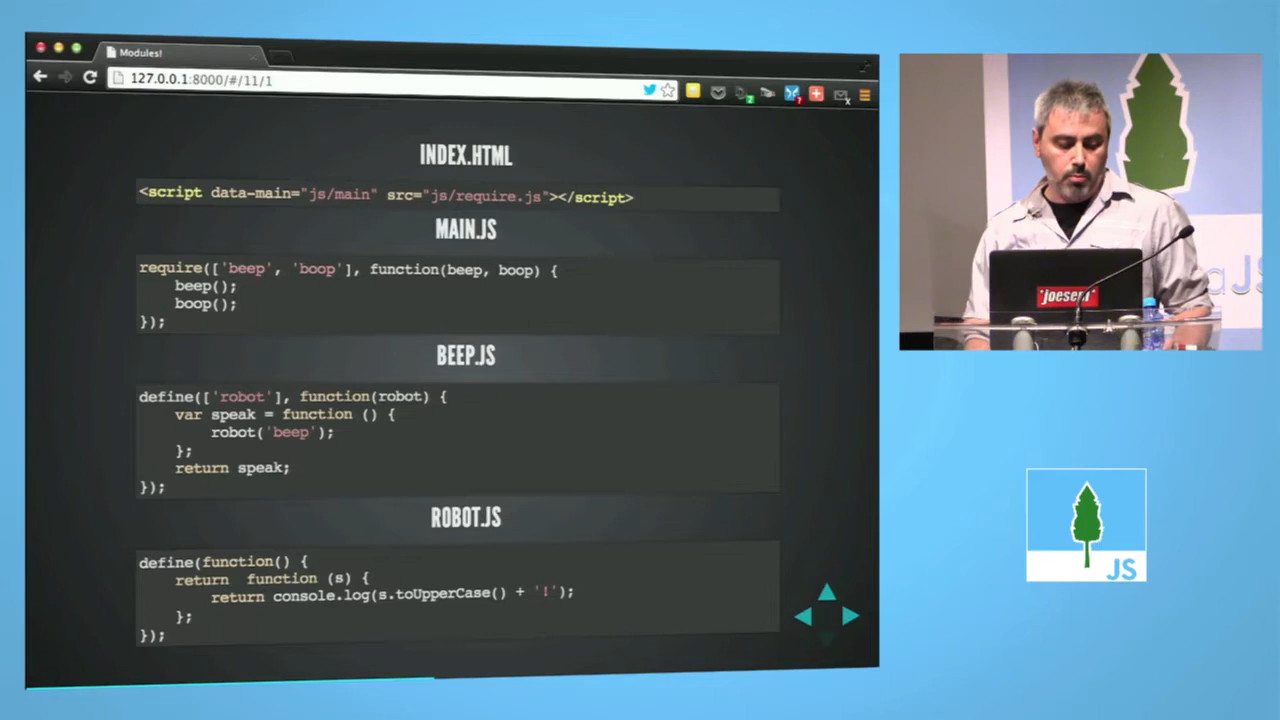 Modules!
127.0.0.1:8000/#/11/1
INDEX.HTML
<script data-main="js/main" src="js/require.js"></script>
MAIN.JS
require(['beep', 'boop'], function(beep, boop) {
    beep();
    boop();
});
BEEP.JS
define(['robot'], function(robot) {
    var speak = function () {
        robot('beep');
    };
    return speak;
});
ROBOT.JS
define(function() {
    return  function (s) {
        return console.log(s.toUpperCase() + '!');
    };
});
aJS
JS